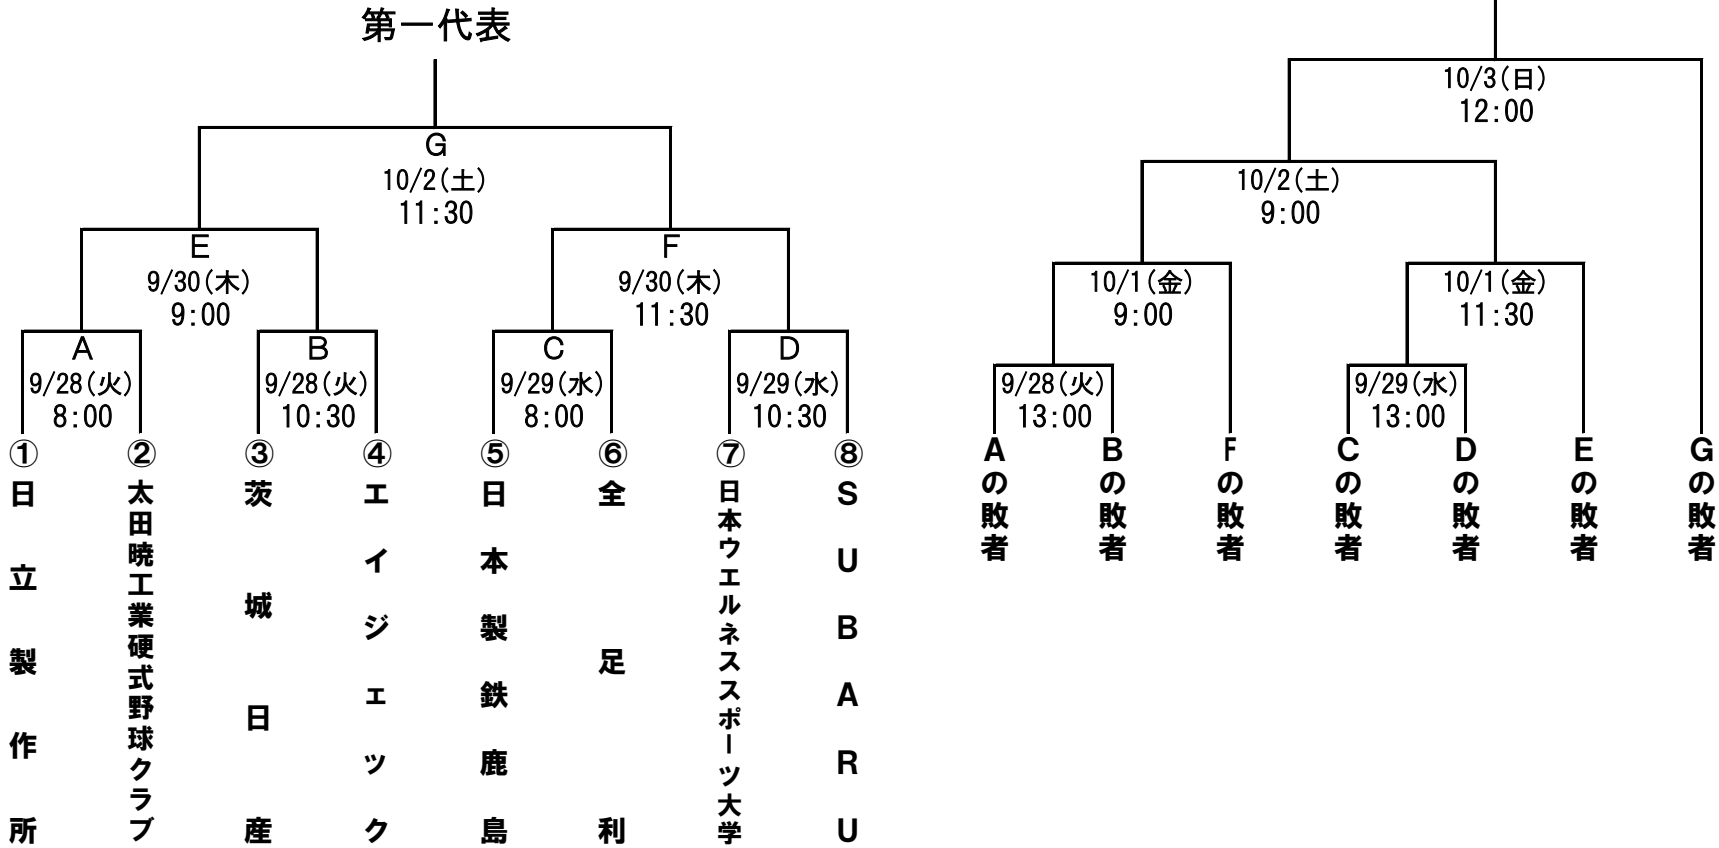 第一代表
G
10/2(土)
11:30
E
9/30(木)
9:00
F
9/30(木)
11:30
A
9/28(火)
8:00
B
9/28(火)
10:30
C
9/29(水)
8:00
D
9/29(水)
10:30
①日立製作所
②太田暁工業硬式野球クラブ
③茨城日産
④エイジェック
⑤日本製鉄鹿島
⑥全足利
⑦日本ウエルネススポーツ大学
⑧SUBARU
10/3(日)
12:00
10/2(土)
9:00
10/1(金)
9:00
10/1(金)
11:30
9/28(火)
13:00
9/29(水)
13:00
Aの敗者
Bの敗者
Fの敗者
Cの敗者
Dの敗者
Eの敗者
Gの敗者